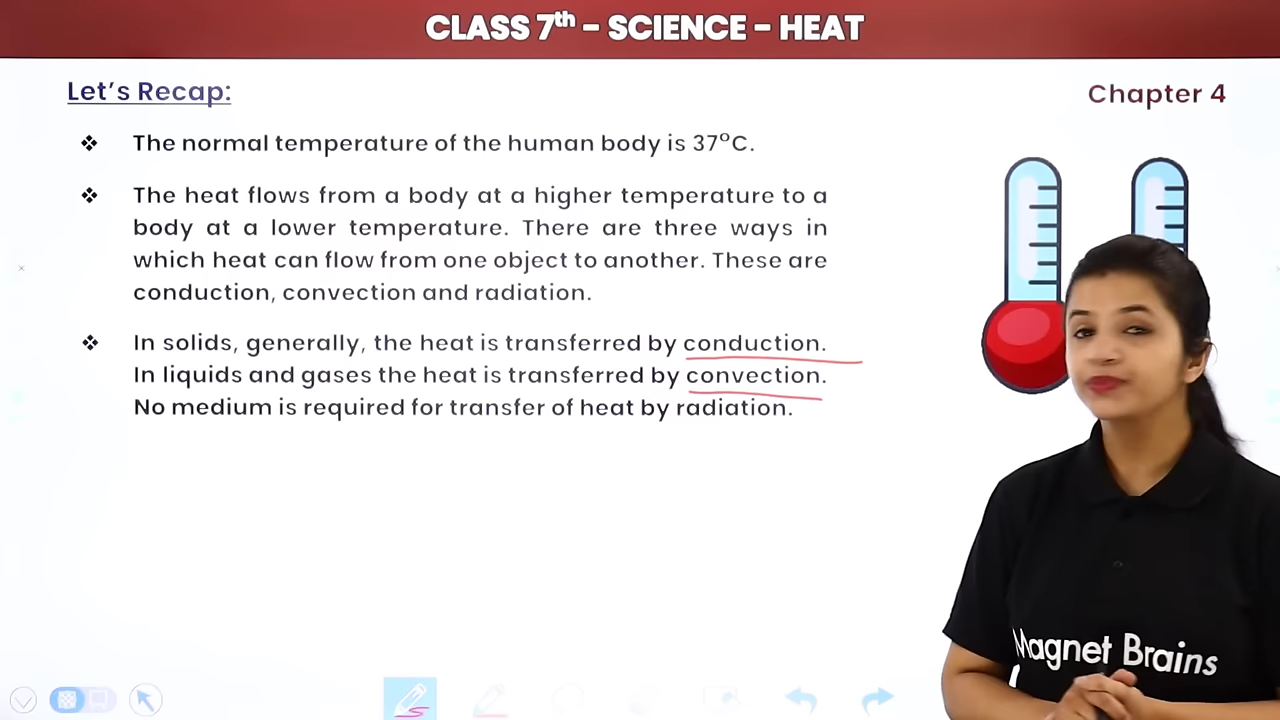 CLASS 7th – SCIENCE – HEAT
Let's Recap:
Chapter 4
❖ The normal temperature of the human body is 37°C.
❖ The heat flows from a body at a higher temperature to a
body at a lower temperature. There are three ways in
which heat can flow from one object to another. These are
conduction, convection and radiation.
❖ In solids, generally, the heat is transferred by conduction.
In liquids and gases the heat is transferred by convection.
No medium is required for transfer of heat by radiation.
Magnet Brains